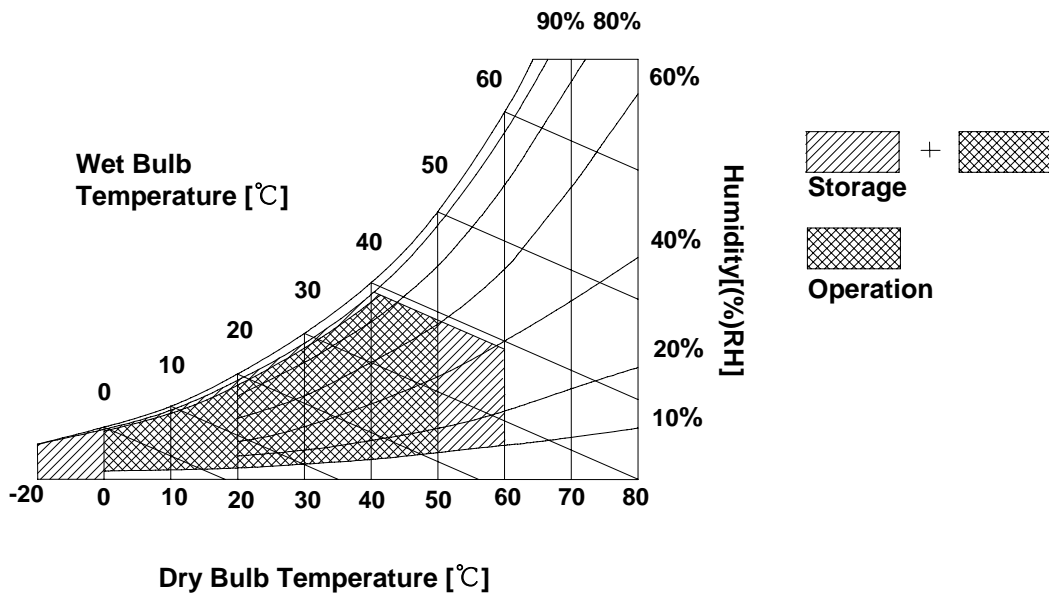 90% 80%
60
60%
Wet Bulb
Temperature [℃]
50
40
30
20
10
0
40%
20%
10%
Humidity[(%)RH]
-20 0 10 20 30 40 50 60 70 80
Dry Bulb Temperature [℃]
+
Storage
Operation